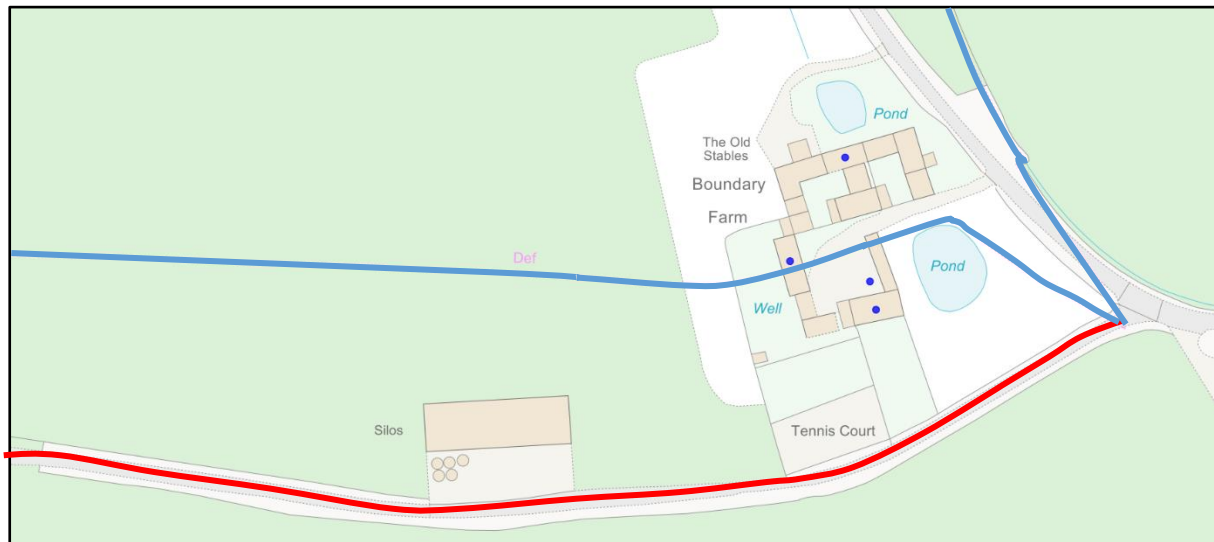 Pond
The Old
Stables
Boundary
Farm
Def
Pond
Well
Silos
Tennis Court